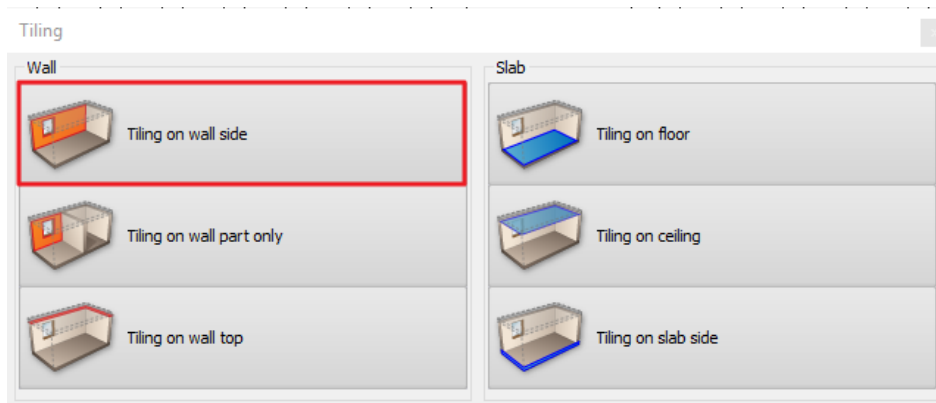 Tiling
Wall
Tiling on wall side
Tiling on wall part only
Tiling on wall top
Slab
Tiling on floor
Tiling on ceiling
Tiling on slab side